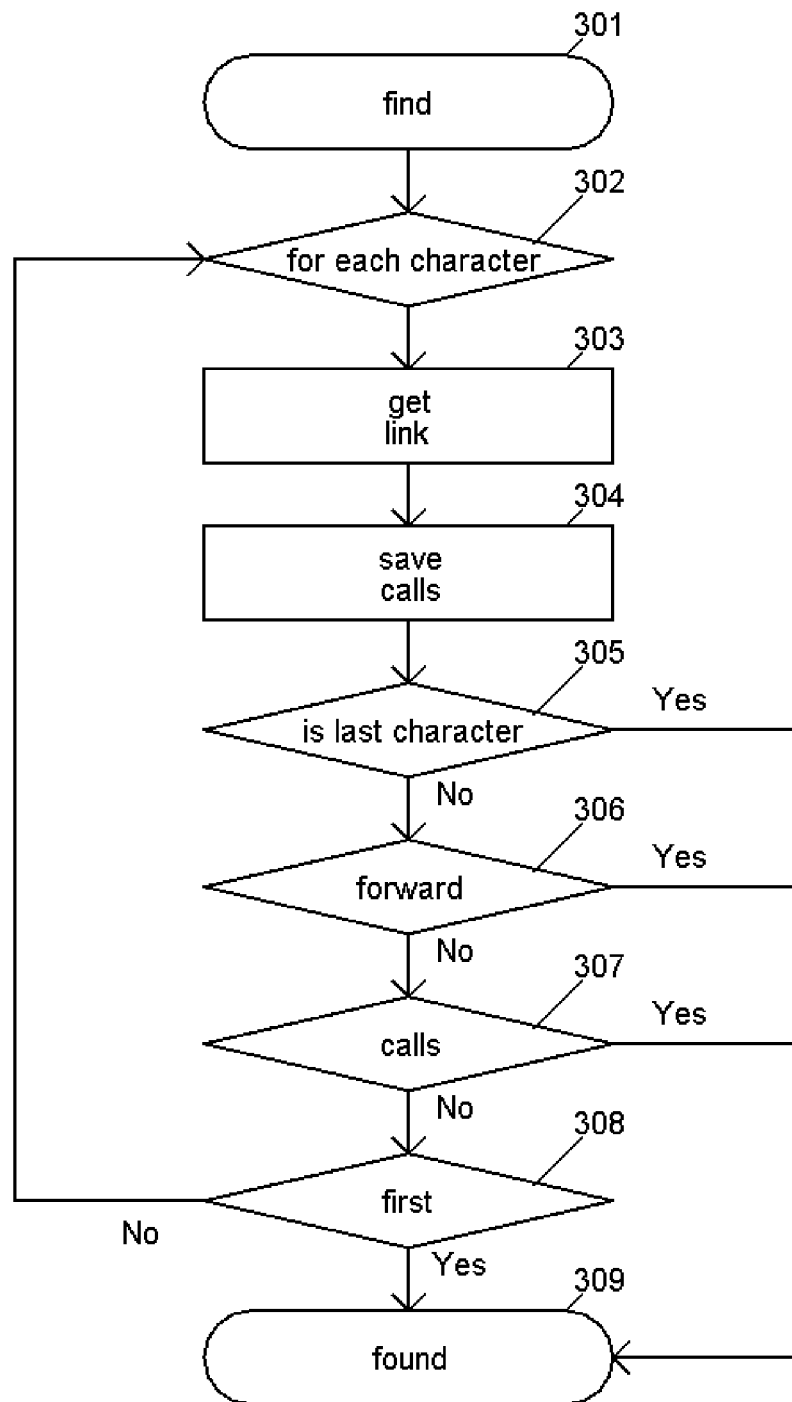 301
find
302
for each character
303
get
link
304
save
calls
305
is last character
Yes
No
306
forward
Yes
No
307
calls
Yes
No
308
first
No
Yes
309
found